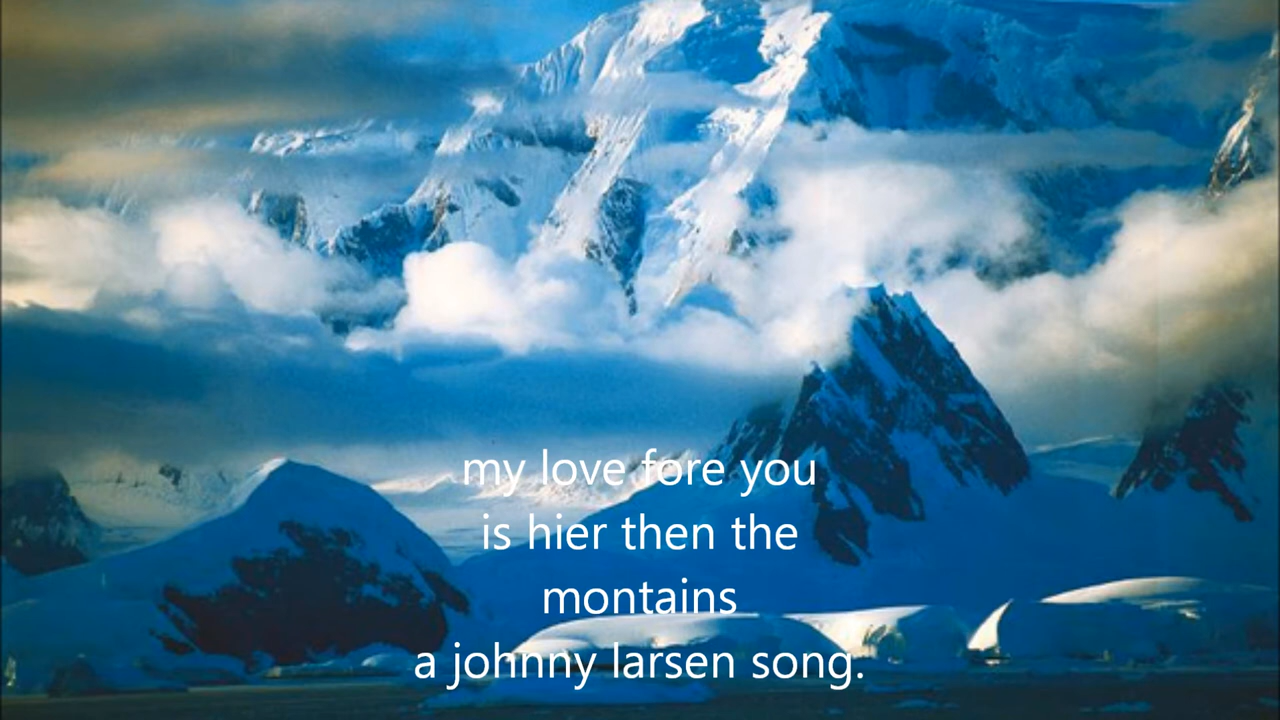 my love fore you
is hier then the
montains
a johnny larsen song.